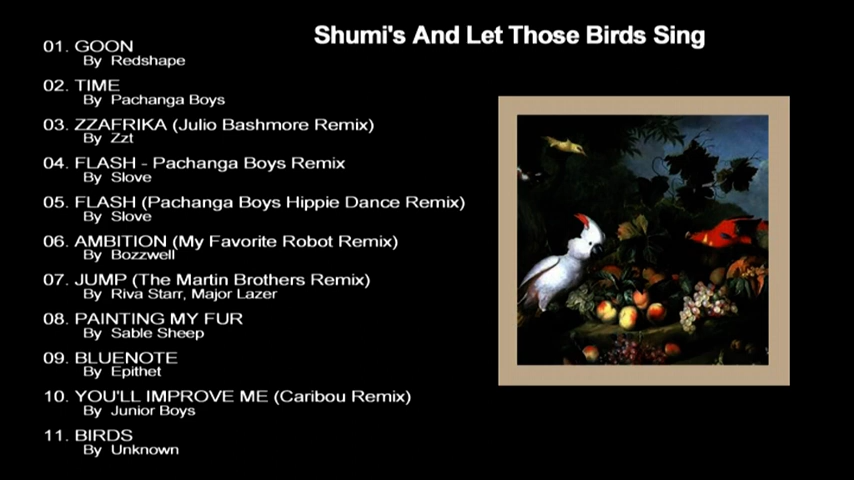 Shumi's And Let Those Birds Sing
01. GOON
By Redshape
02. TIME
By Pachanga Boys
03. ZZAFRIKA (Julio Bashmore Remix)
By Zzt
04. FLASH - Pachanga Boys Remix
By Slove
05. FLASH (Pachanga Boys Hippie Dance Remix)
By Slove
06. AMBITION (My Favorite Robot Remix)
By Bozzwell
07. JUMP (The Martin Brothers Remix)
By Riva Starr, Major Lazer
08. PAINTING MY FUR
By Sable Sheep
09. BLUENOTE
By Epithet
10. YOU'LL IMPROVE ME (Caribou Remix)
By Junior Boys
11. BIRDS
By Unknown